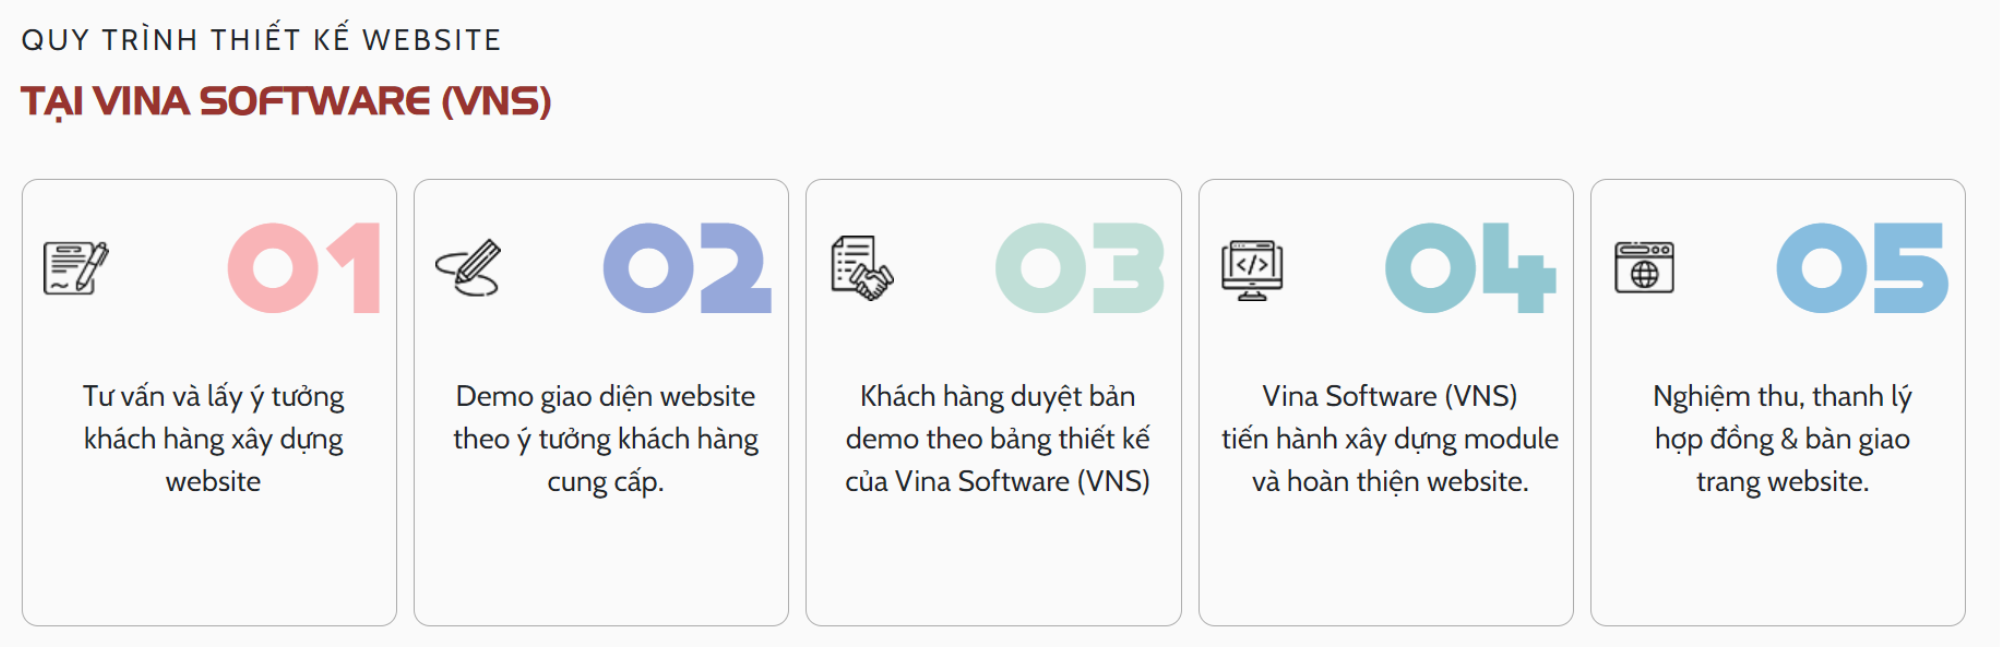 QUY TRÌNH THIẾT KẾ WEBSITE
TẠI VINA SOFTWARE (VNS)
01
Tư vấn và lấy ý tưởng
khách hàng xây dựng
website
02
Demo giao diện website
theo ý tưởng khách hàng
cung cấp.
03
Khách hàng duyệt bản
demo theo bảng thiết kế
của Vina Software (VNS)
04
Vina Software (VNS)
tiến hành xây dựng module
và hoàn thiện website.
05
Nghiệm thu, thanh lý
hợp đồng & bàn giao
trang website.